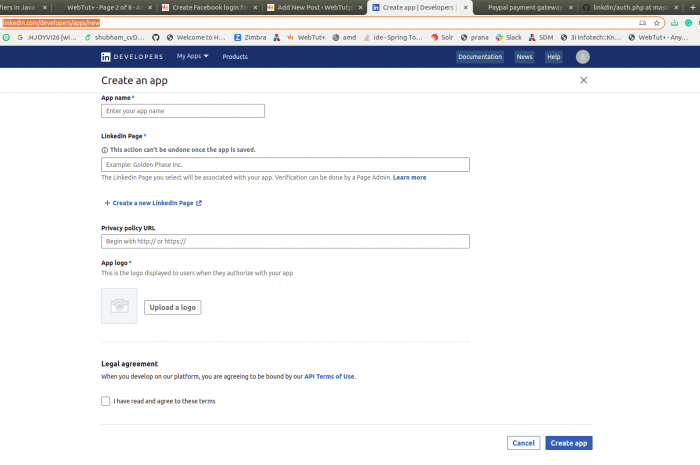 fiers in Java
WebTut+ - Page 2 of 8 - An
Create Facebook login For
Add New Post ‹ WebTut+
Create app | Developers |
Paypal payment gateway
linkdin/auth.php at mast
linkedin.com/developers/apps/new
.HJOYVi26 {wi...
shubham_cvD...
Welcome to H...
Zimbra
WebTut+
amd
ide - Spring To...
Solr
prana
Slack
SDM
3i Infotech::Kn...
WebTut+ - Any...
in DEVELOPERS
My Apps
Products
Documentation
News
Help
Create an app
App name*
Enter your app name
LinkedIn Page*
This action can't be undone once the app is saved.
Example: Golden Phase Inc.
The LinkedIn Page you select will be associated with your app. Verification can be done by a Page Admin. Learn more
+ Create a new LinkedIn Page
Privacy policy URL
Begin with http:// or https://
App logo*
This is the logo displayed to users when they authorize with your app
Upload a logo
Legal agreement
When you develop on our platform, you are agreeing to be bound by our API Terms of Use.
I have read and agree to these terms
Cancel
Create app